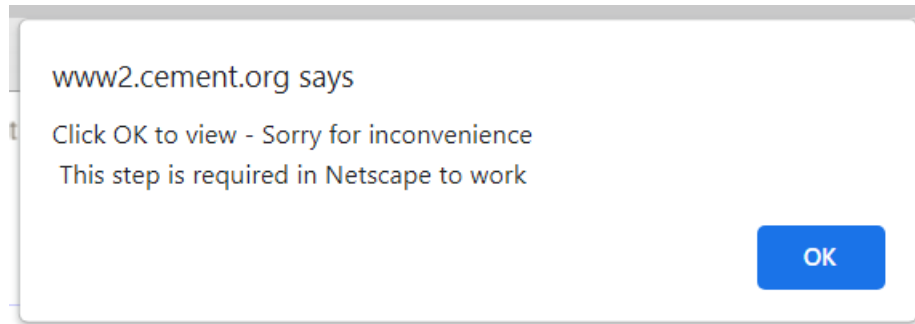 www2.cement.org says
t
Click OK to view - Sorry for inconvenience
This step is required in Netscape to work
OK